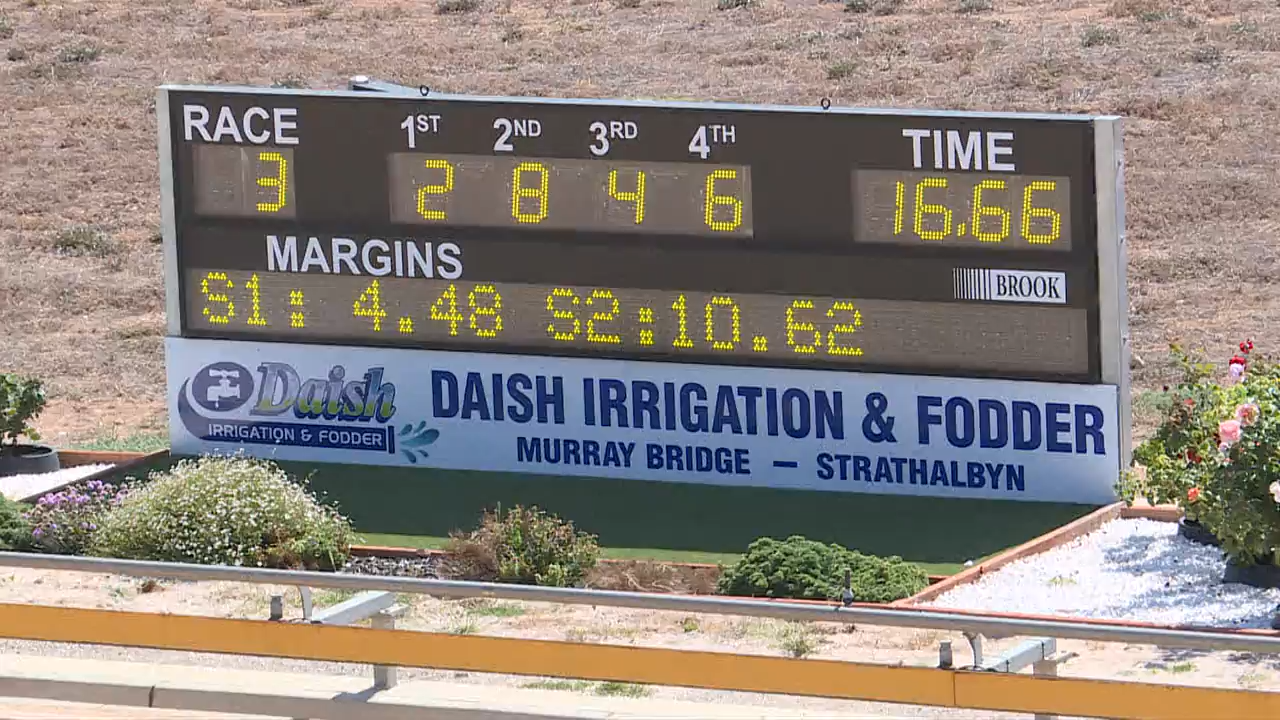 RACE 1ST 2ND 3RD 4TH TIME
3 2 8 4 6 16.66
MARGINS
BROOK
S1: 4.48 S2:10.62
Daish
IRRIGATION & FODDER
DAISH IRRIGATION & FODDER
MURRAY BRIDGE – STRATHALBYN